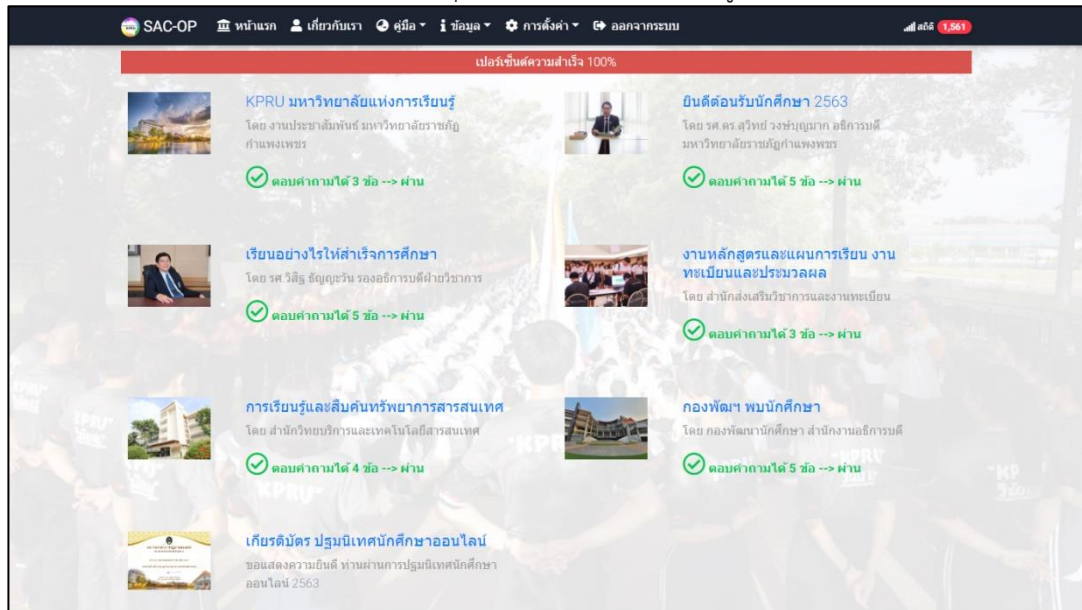 SAC-OP หน้าแรก เกี่ยวกับเรา คู่มือ ข้อมูล การตั้งค่า ออกจากระบบ สถิติ 1,561
เปอร์เซ็นต์ความสำเร็จ 100%
KPRU มหาวิทยาลัยแห่งการเรียนรู้
โดย งานประชาสัมพันธ์ มหาวิทยาลัยราชภัฏ
กำแพงเพชร
ตอบคำถามได้ 3 ข้อ --> ผ่าน
ยินดีต้อนรับนักศึกษา 2563
โดย รศ.ดร.สุวิทย์ วงษ์บุญมาก อธิการบดี
มหาวิทยาลัยราชภัฏกำแพงพชร
ตอบคำถามได้ 5 ข้อ --> ผ่าน
เรียนอย่างไรให้สำเร็จการศึกษา
โดย รศ.วิสิฐ ธัญญะวัน รองอธิการบดีฝ่ายวิชาการ
ตอบคำถามได้ 5 ข้อ --> ผ่าน
งานหลักสูตรและแผนการเรียน งาน
ทะเบียนและประมวลผล
โดย สำนักส่งเสริมวิชาการและงานทะเบียน
ตอบคำถามได้ 3 ข้อ --> ผ่าน
การเรียนรู้และสืบค้นทรัพยาการสารสนเทศ
โดย สำนักวิทยบริการและเทคโนโลยีสารสนเทศ
ตอบคำถามได้ 4 ข้อ --> ผ่าน
กองพัฒฯ พบนักศึกษา
โดย กองพัฒนานักศึกษา สำนักงานอธิการบดี
ตอบคำถามได้ 5 ข้อ --> ผ่าน
เกียรติบัตร ปฐมนิเทศนักศึกษาออนไลน์
ขอแสดงความยินดี ท่านผ่านการปฐมนิเทศนักศึกษา
ออนไลน์ 2563